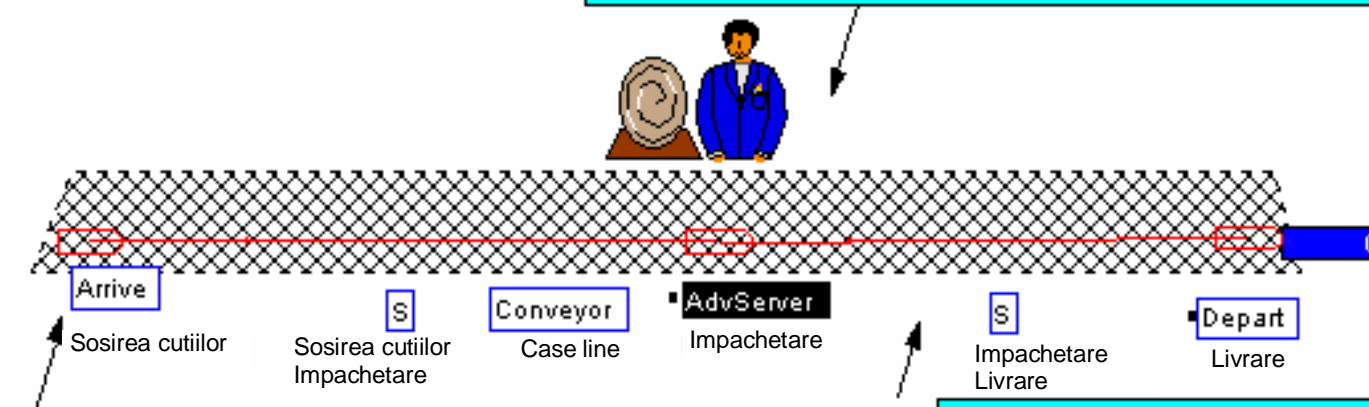 Arrive
Sosirea cutiilor
S
Sosirea cutiilor
Impachetare
Conveyor
Case line
AdvServer
Impachetare
S
Impachetare
Livrare
Depart
Livrare